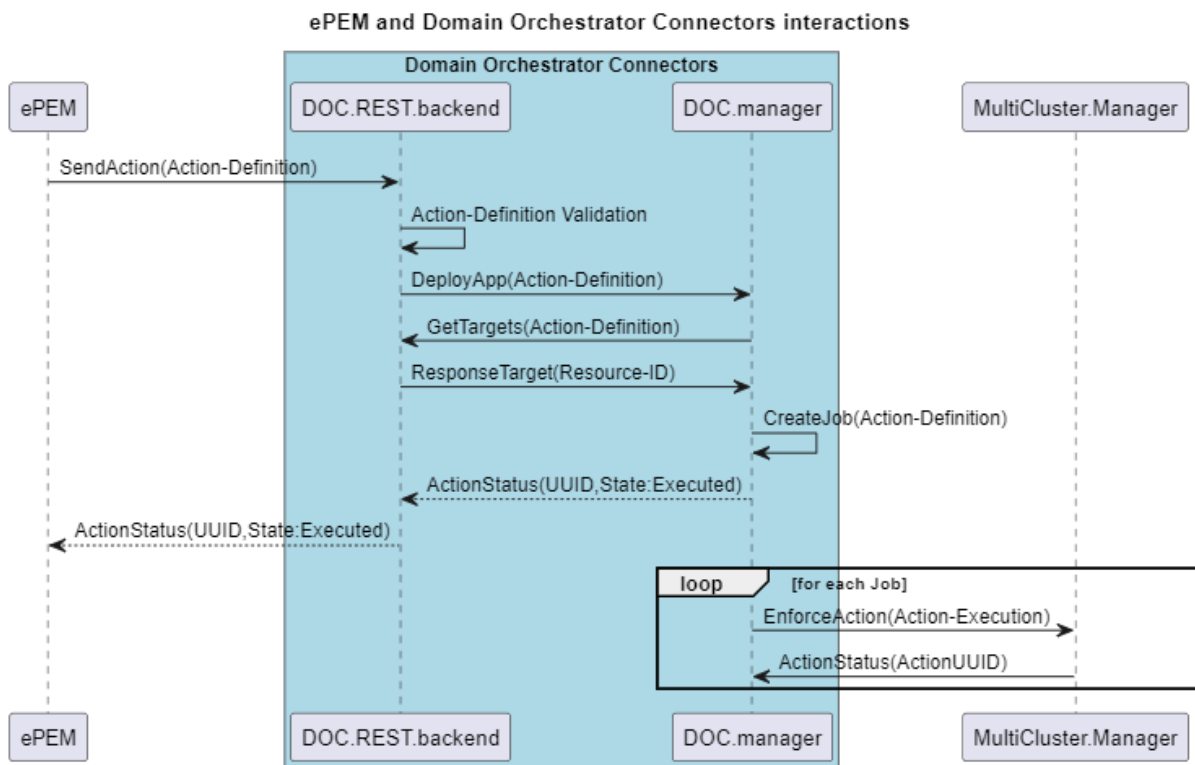 ePEM and Domain Orchestrator Connectors interactions
Domain Orchestrator Connectors
ePEM
DOC.REST.backend
DOC.manager
MultiCluster.Manager
SendAction(Action-Definition)
Action-Definition Validation
DeployApp(Action-Definition)
GetTargets(Action-Definition)
ResponseTarget(Resource-ID)
CreateJob(Action-Definition)
ActionStatus(UUID,State:Executed)
ActionStatus(UUID,State:Executed)
loop
[for each Job]
EnforceAction(Action-Execution)
ActionStatus(ActionUUID)
ePEM
DOC.REST.backend
DOC.manager
MultiCluster.Manager